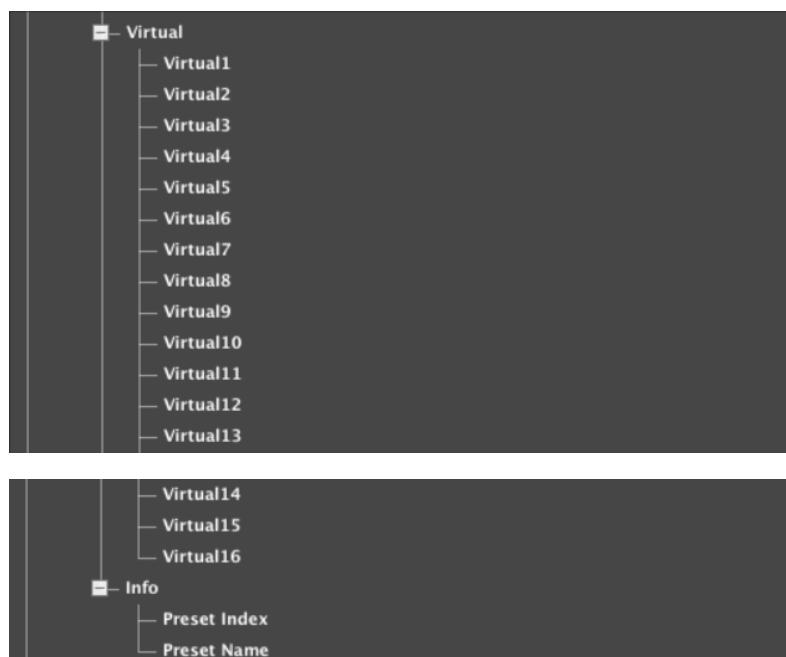 Virtual
Virtual1
Virtual2
Virtual3
Virtual4
Virtual5
Virtual6
Virtual7
Virtual8
Virtual9
Virtual10
Virtual11
Virtual12
Virtual13
Virtual14
Virtual15
Virtual16
Info
Preset Index
Preset Name